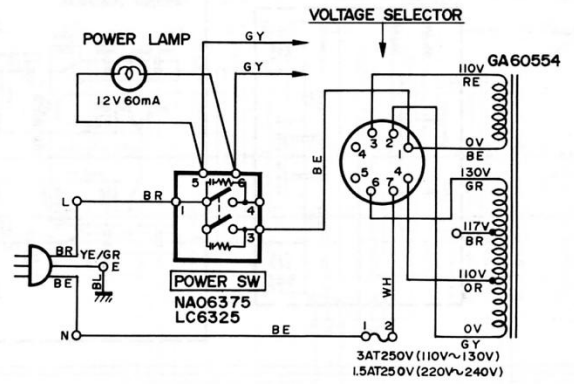 VOLTAGE SELECTOR
GY
POWER LAMP
GY
12V60mA
GA60554
110V
RE
3 2
4 1
0V
BE
5 4
6 7
130V
GR
117V
BR
110V
OR
0V
GY
BE
5 6
L BR 1 4
3
BR YE/GR
E
BE BL
POWER SW
NA06375
LC6325
WH
N BE 1 2
3AT250V(110V~130V)
1.5AT250V(220V~240V)